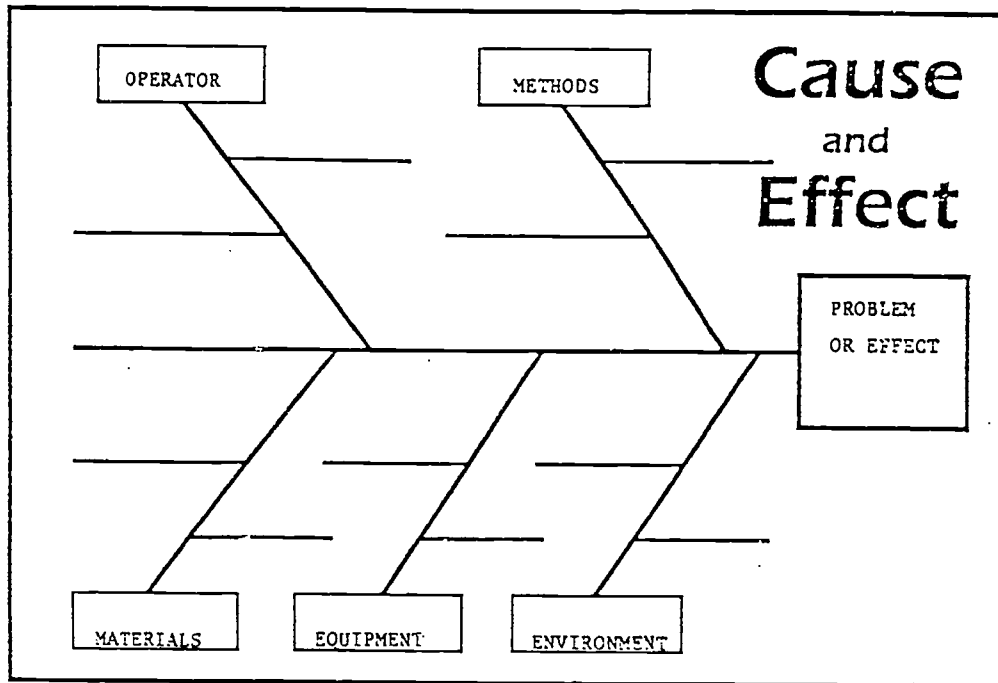 OPERATOR
METHODS
Cause
and
Effect
PROBLEM
OR EFFECT
MATERIALS
EQUIPMENT
ENVIRONMENT